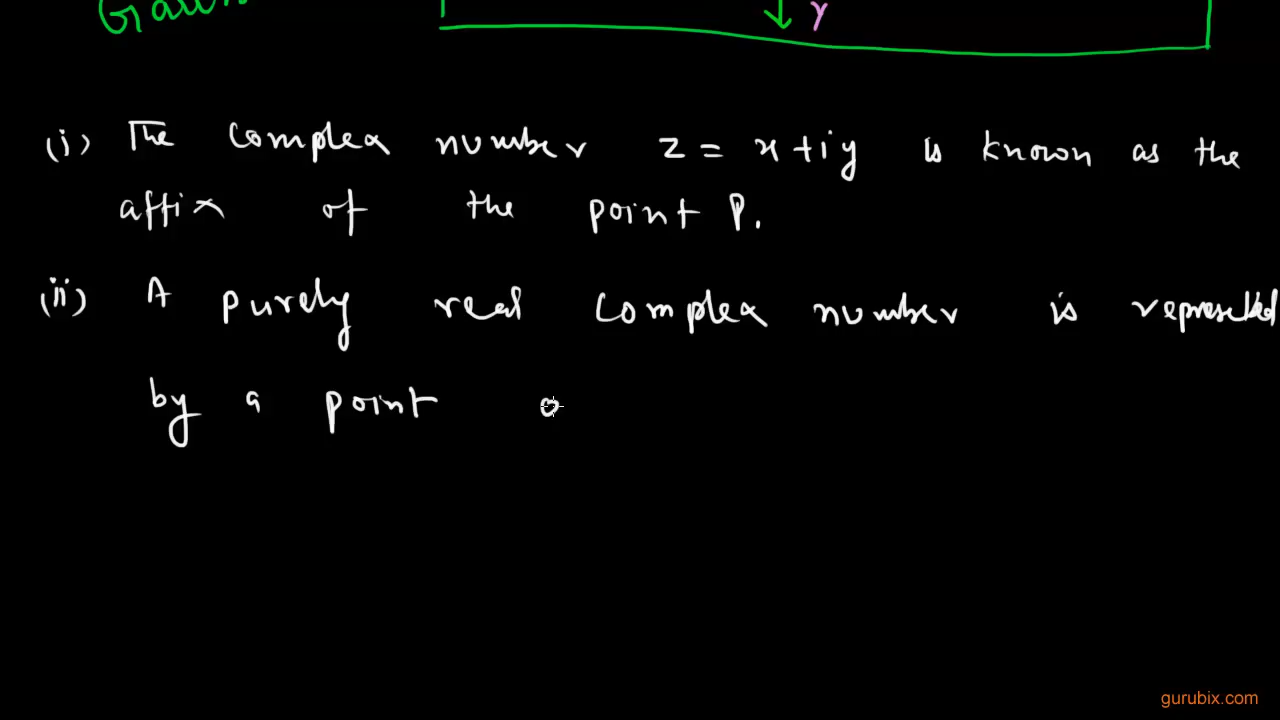 Y
(i) The complex number z = x + iy is known as the
affix of the point P.
(ii) A purely real complex number is represented
by a point o
gurubix.com